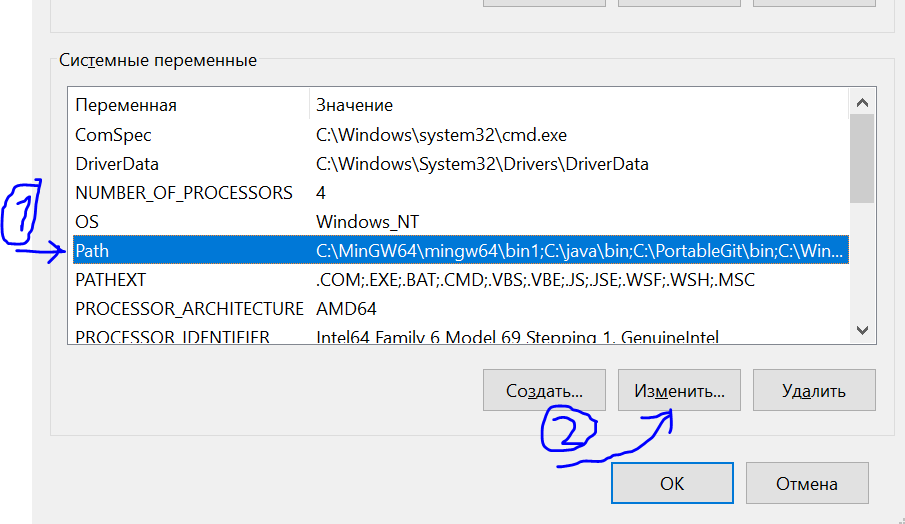 Системные переменные
Переменная Значение
ComSpec C:\Windows\system32\cmd.exe
DriverData C:\Windows\System32\Drivers\DriverData
NUMBER_OF_PROCESSORS 4
OS Windows_NT
1
Path C:\MinGW64\mingw64\bin1;C:\java\bin;C:\PortableGit\bin;C:\Win...
PATHEXT .COM;.EXE;.BAT;.CMD;.VBS;.VBE;.JS;.JSE;.WSF;.WSH;.MSC
PROCESSOR_ARCHITECTURE AMD64
PROCESSOR_IDENTIFIER Intel64 Family 6 Model 69 Stepping 1, GenuineIntel
Создать... Изменить... Удалить
2
OK Отмена